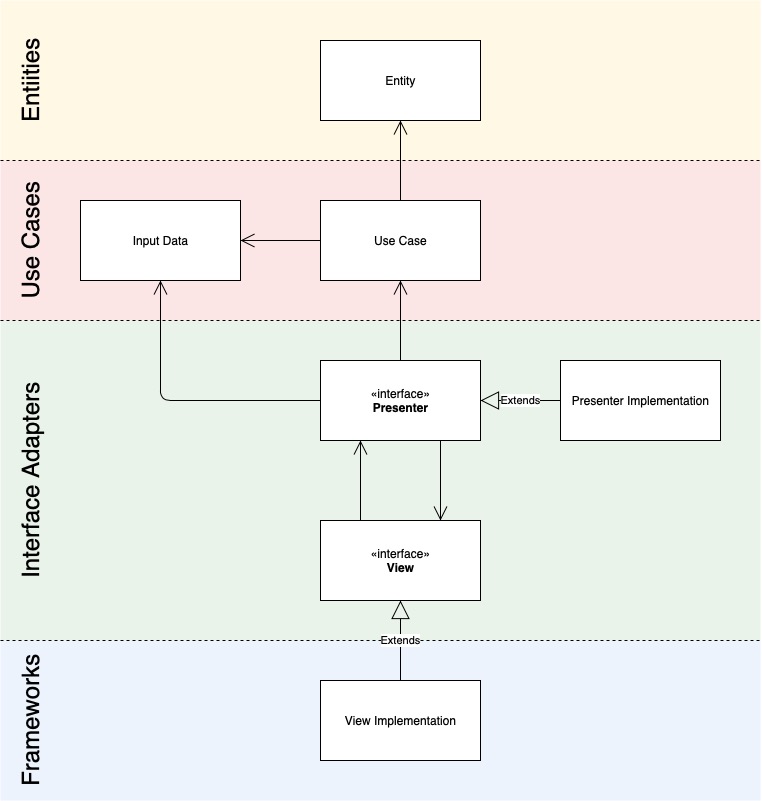 Entiities
Entity
Use Cases
Input Data
Use Case
Interface Adapters
«interface»
Presenter
Extends
Presenter Implementation
«interface»
View
Extends
Frameworks
View Implementation